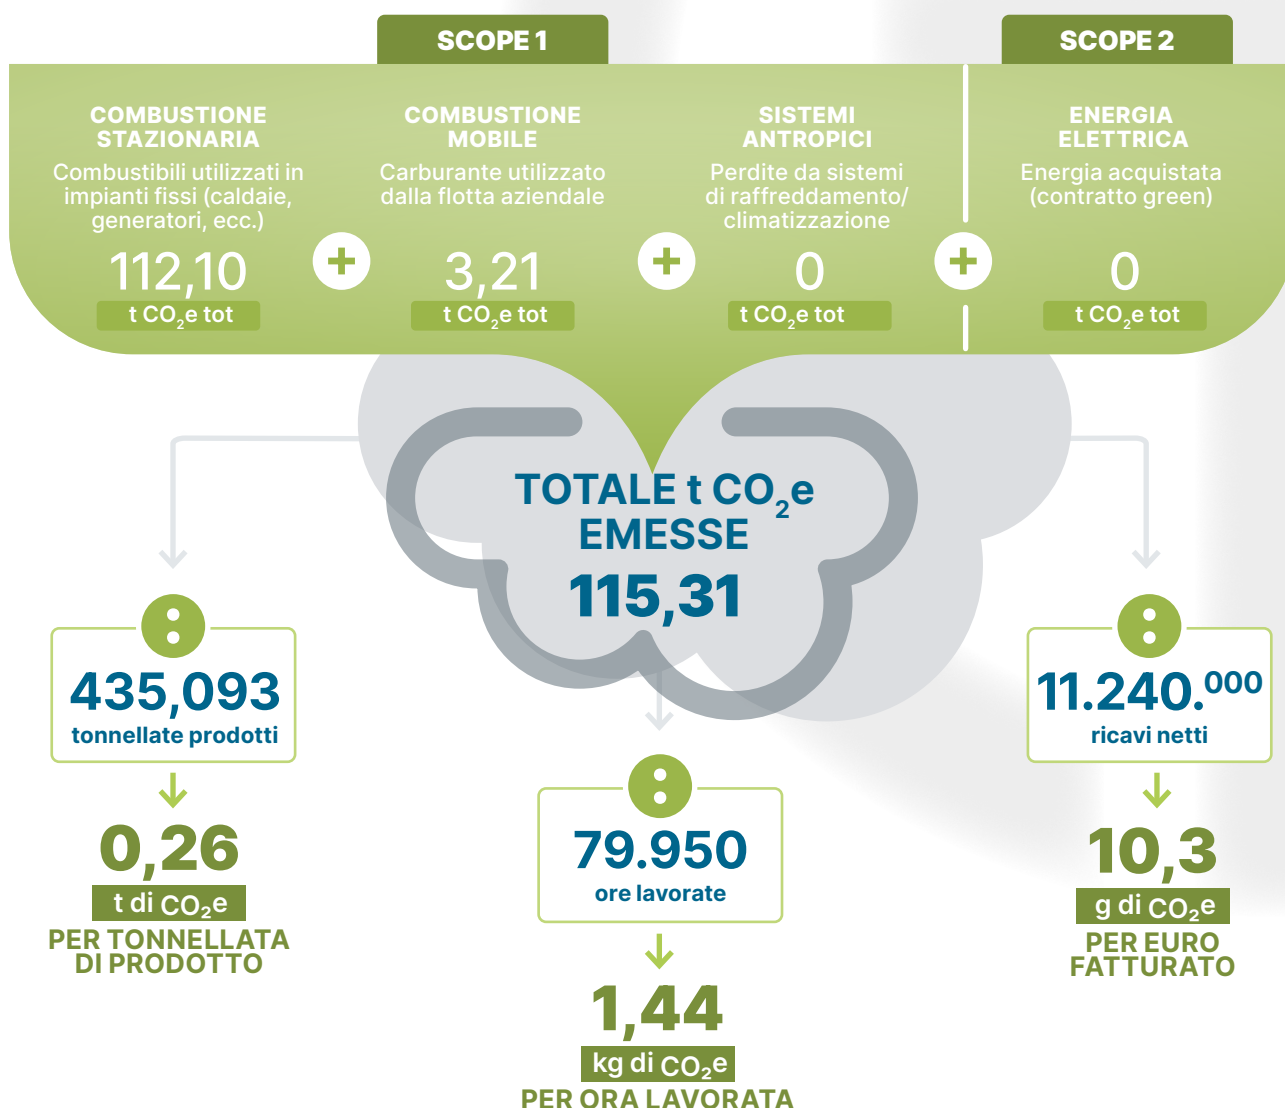 SCOPE 1
COMBUSTIONE
STAZIONARIA
Combustibili utilizzati in
impianti fissi (caldaie,
generatori, ecc.)
112,10
t CO₂e tot
+
COMBUSTIONE
MOBILE
Carburante utilizzato
dalla flotta aziendale
3,21
t CO₂e tot
+
SISTEMI
ANTROPICI
Perdite da sistemi
di raffreddamento/
climatizzazione
0
t CO₂e tot
+
SCOPE 2
ENERGIA
ELETTRICA
Energia acquistata
(contratto green)
0
t CO₂e tot
TOTALE t CO₂e
EMESSE
115,31
:
435,093
tonnellate prodotti
0,26
t di CO₂e
PER TONNELLATA
DI PRODOTTO
:
79.950
ore lavorate
1,44
kg di CO₂e
PER ORA LAVORATA
:
11.240.000
ricavi netti
10,3
g di CO₂e
PER EURO
FATTURATO